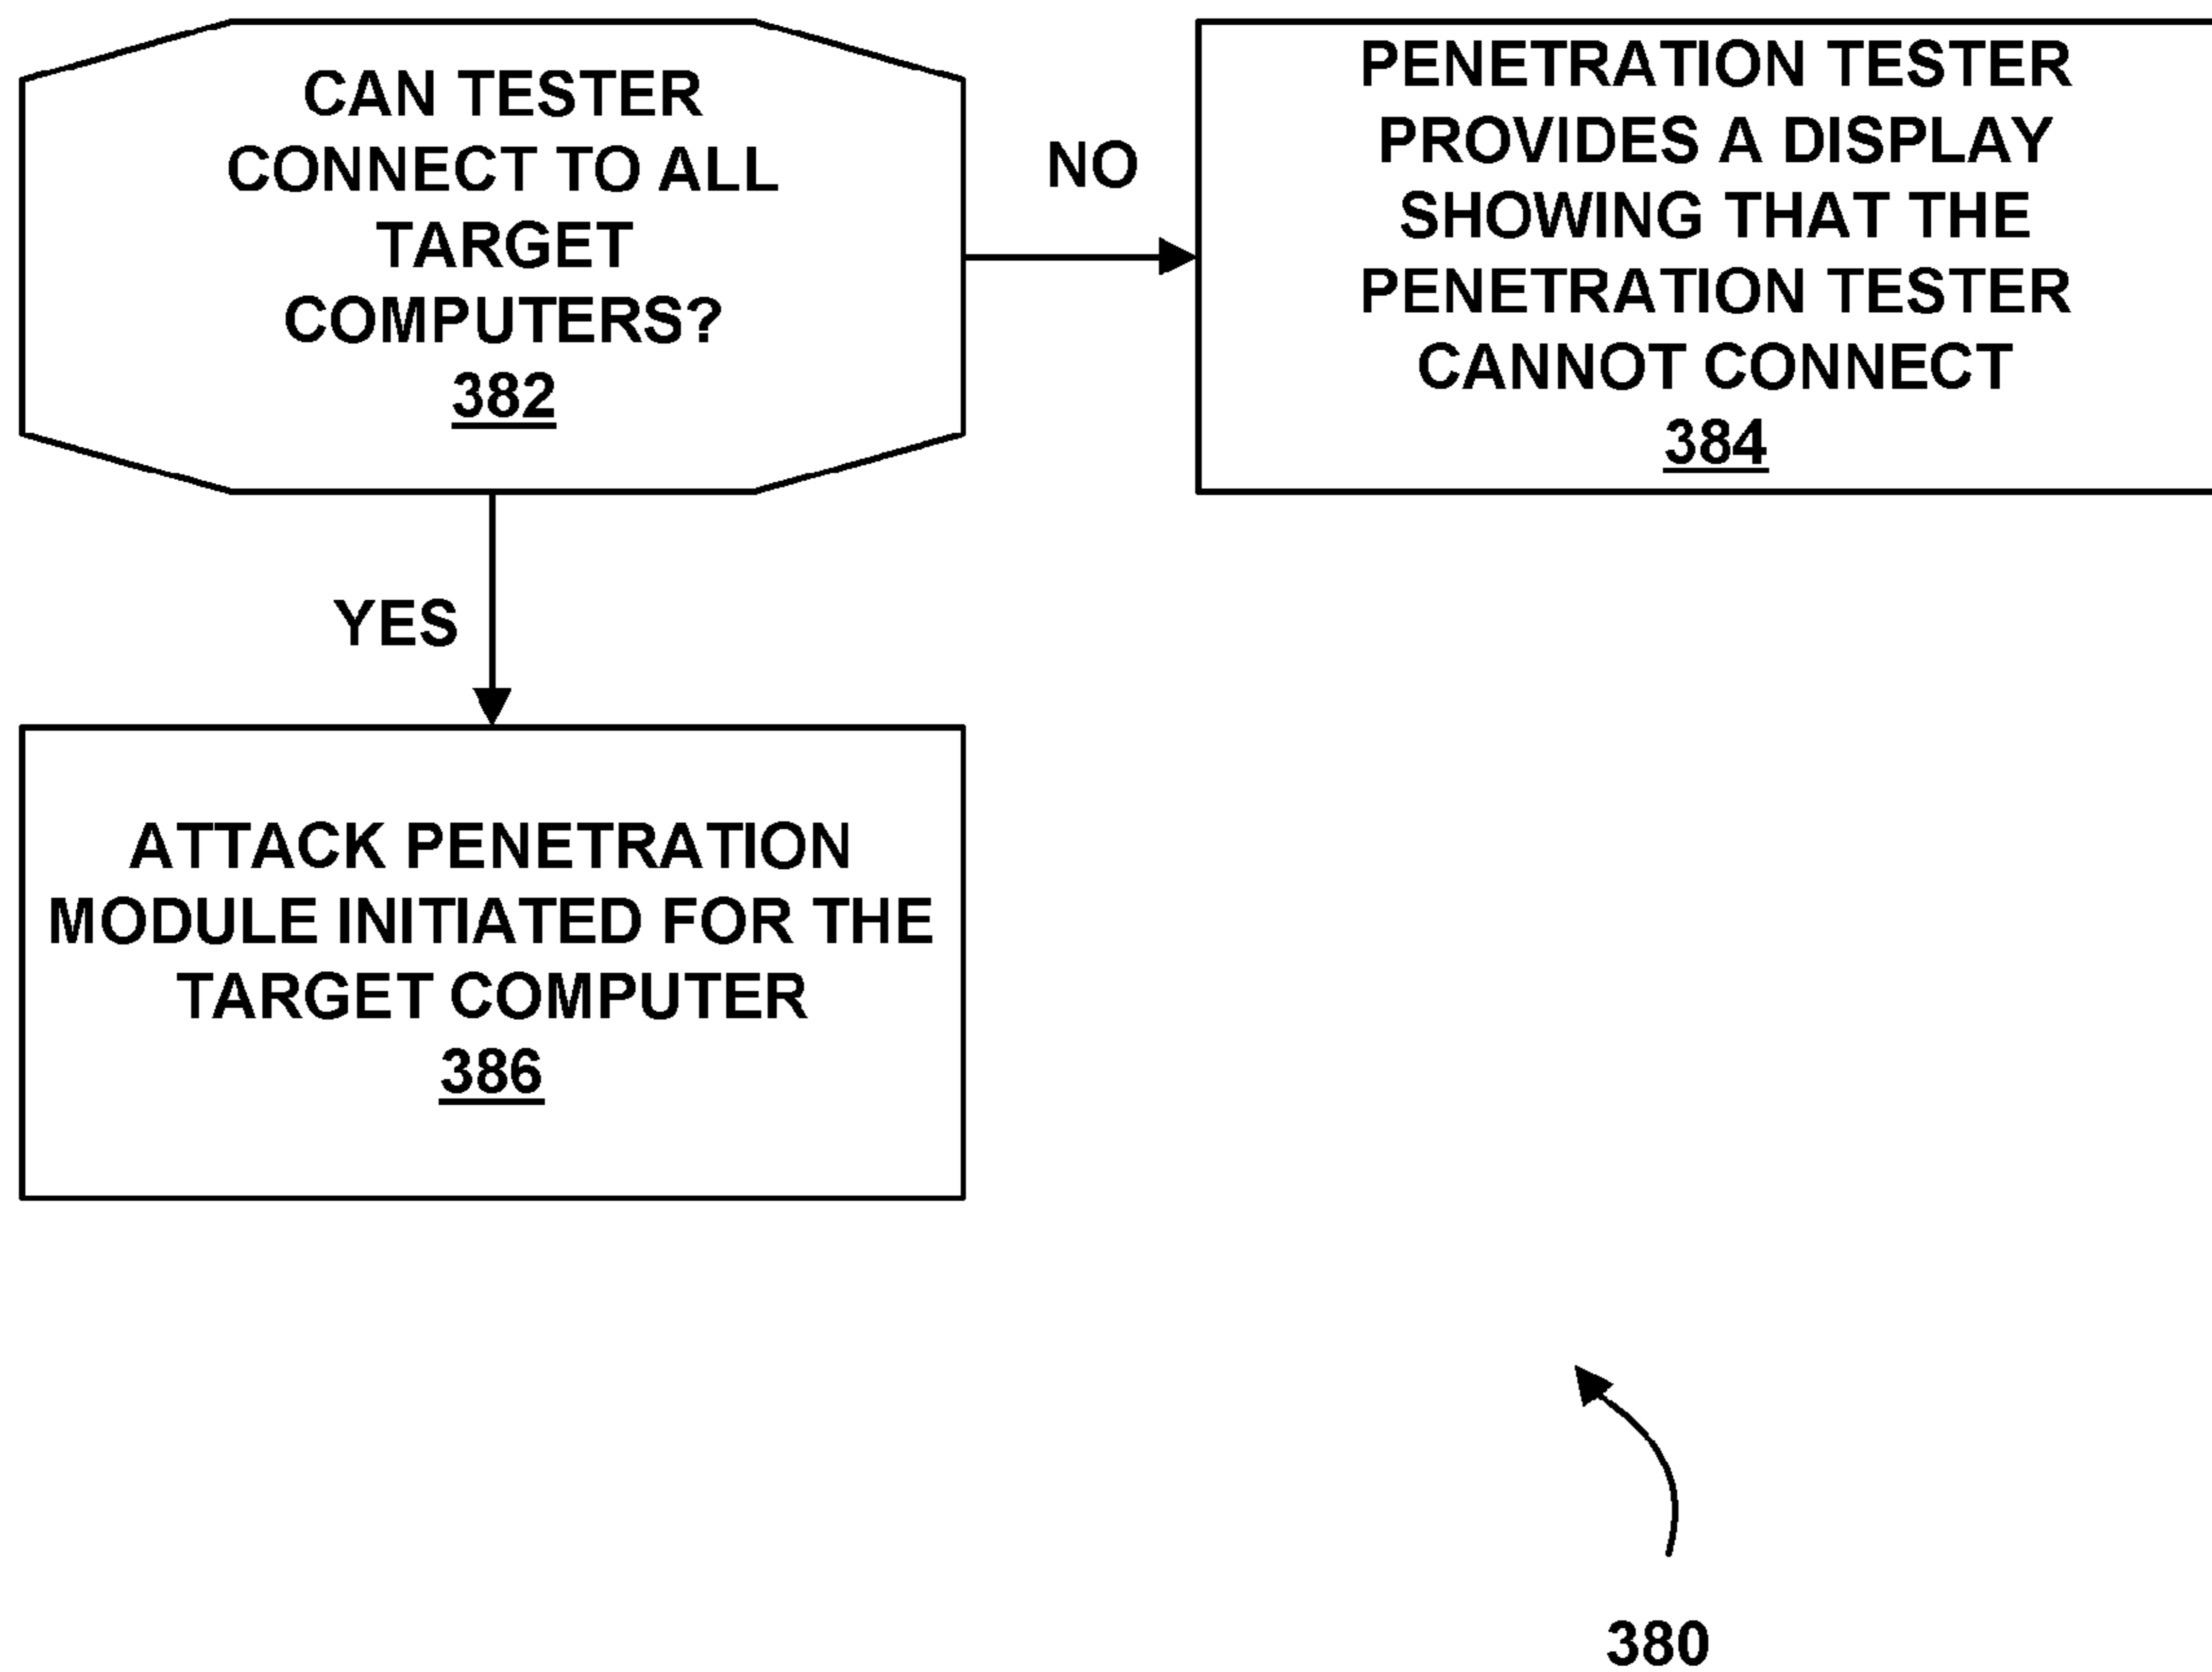 CAN TESTER
CONNECT TO ALL
TARGET
COMPUTERS?
382
NO
PENETRATION TESTER
PROVIDES A DISPLAY
SHOWING THAT THE
PENETRATION TESTER
CANNOT CONNECT
384
YES
ATTACK PENETRATION
MODULE INITIATED FOR THE
TARGET COMPUTER
386
380